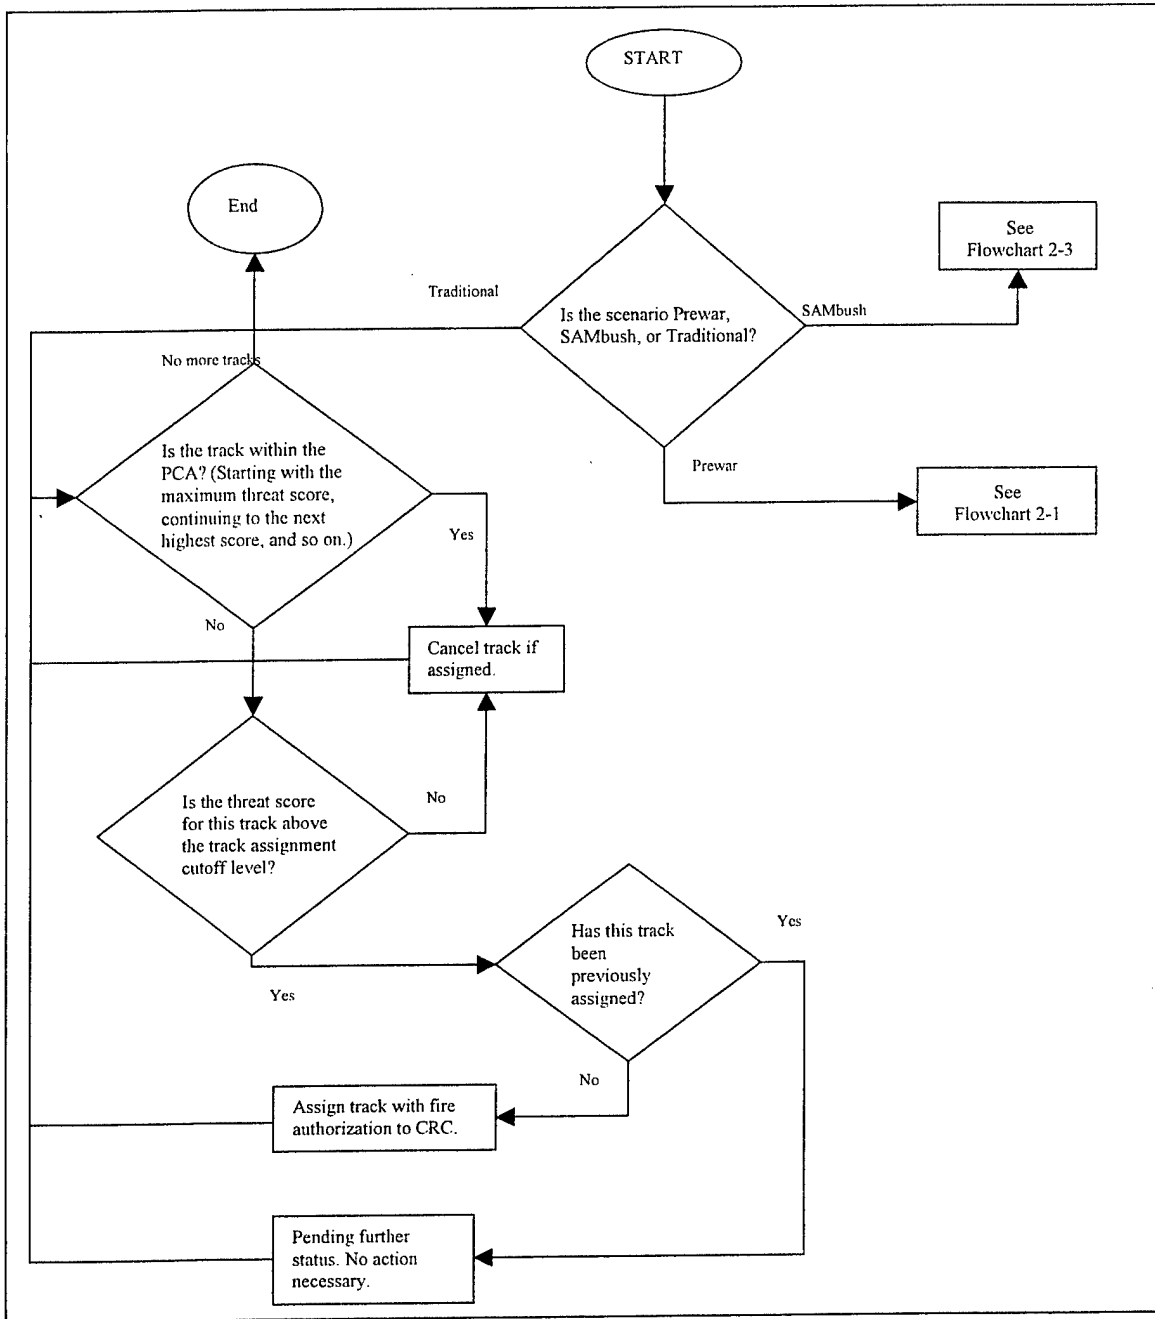 START
End
See
Flowchart 2-3
Traditional
Is the scenario Prewar,
SAMbush, or Traditional?
SAMbush
No more tracks
Prewar
Is the track within the
PCA? (Starting with the
maximum threat score,
continuing to the next
highest score, and so on.)
See
Flowchart 2-1
Yes
No
Cancel track if
assigned.
Is the threat score
for this track above
the track assignment
cutoff level?
No
Has this track
been
previously
assigned?
Yes
Yes
No
Assign track with fire
authorization to CRC.
Pending further
status. No action
necessary.